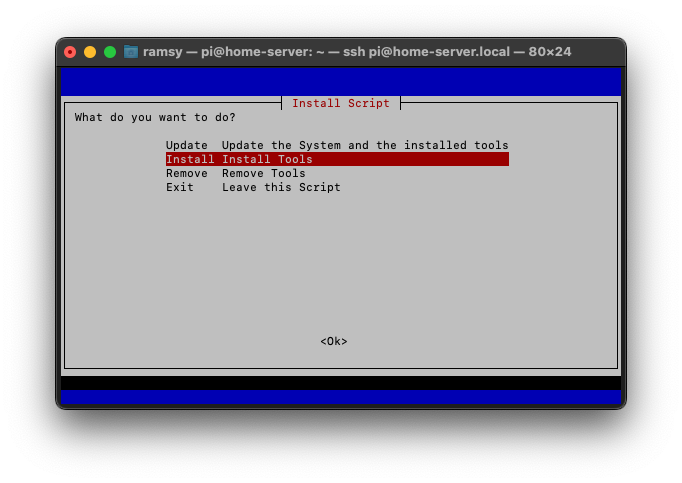 ramsy — pi@home-server: ~ — ssh pi@home-server.local — 80×24
Install Script
What do you want to do?
Update  Update the System and the installed tools
Install Install Tools
Remove  Remove Tools
Exit    Leave this Script
<Ok>